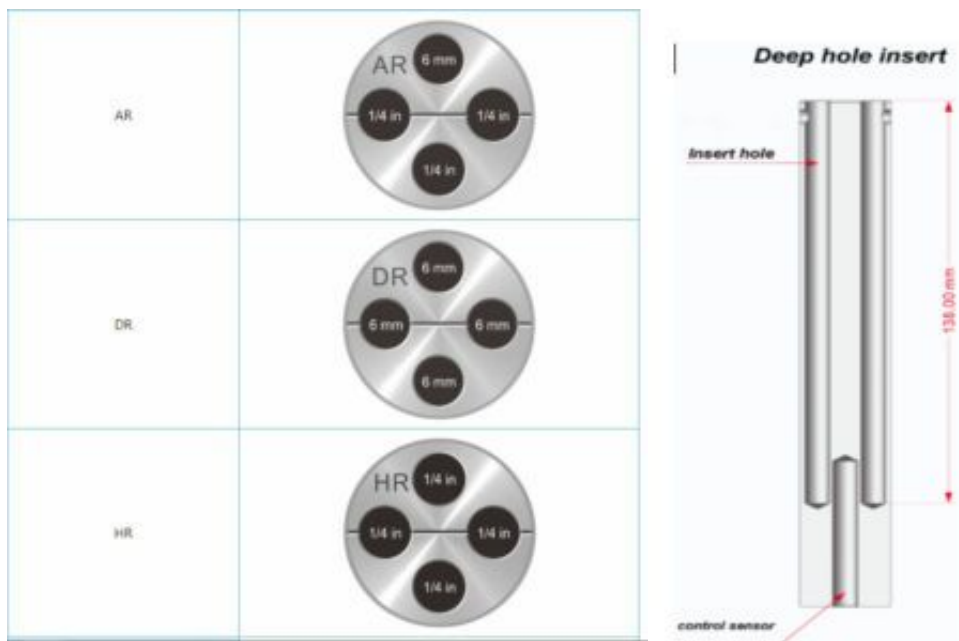 AR
AR
6 mm
1/4 in
1/4 in
1/4 in
DR
DR
6 mm
6 mm
6 mm
6 mm
HR
HR
1/4 in
1/4 in
1/4 in
1/4 in
Deep hole insert
Insert hole
138.00 mm
control sensor